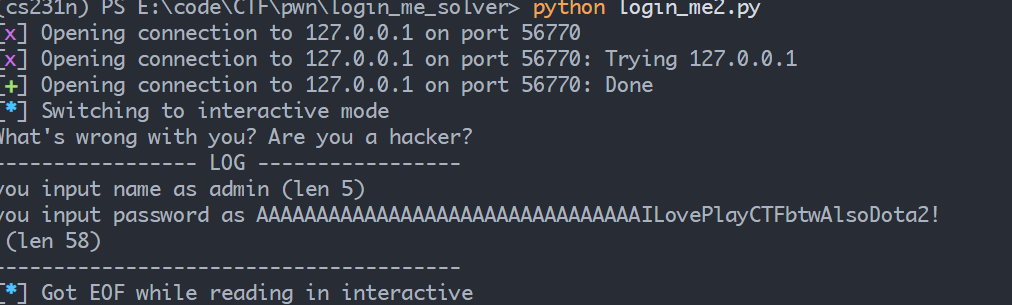 (cs231n) PS E:\code\CTF\pwn\login_me_solver> python login_me2.py
[x] Opening connection to 127.0.0.1 on port 56770
[x] Opening connection to 127.0.0.1 on port 56770: Trying 127.0.0.1
[+] Opening connection to 127.0.0.1 on port 56770: Done
[*] Switching to interactive mode
What's wrong with you? Are you a hacker?
----------------- LOG -----------------
you input name as admin (len 5)
you input password as AAAAAAAAAAAAAAAAAAAAAAAAAAAAAAAAILovePlayCTFbtwAlsoDota2!
(len 58)
---------------------------------------
[*] Got EOF while reading in interactive